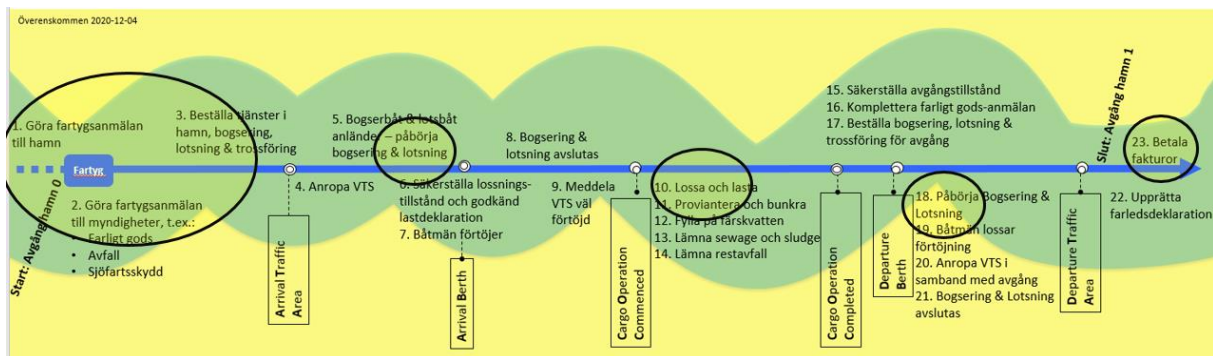 Överenskommen 2020-12-04
1. Göra fartygsanmälan
till hamn
Fartyg
2. Göra fartygsanmälan
till myndigheter, t.ex.:
• Farligt gods
• Avfall
• Sjöfartsskydd
Start: Avgång hamn 0
3. Beställa tjänster i
hamn, bogsering,
lotsning & trossföring
4. Anropa VTS
Arrival Traffic
Area
5. Bogserbåt & lotsbåt
anländer – påbörja
bogsering & lotsning
6. Säkerställa lossnings-
tillstånd och godkänd
lastdeklaration
7. Båtmän förtöjer
Arrival Berth
8. Bogsering &
lotsning avslutas
9. Meddela
VTS väl
förtöjd
Cargo Operation
Commenced
10. Lossa och lasta
11. Proviantera och bunkra
12. Fylla på färskvatten
13. Lämna sewage och sludge
14. Lämna restavfall
15. Säkerställa avgångstillstånd
16. Komplettera farligt gods-anmälan
17. Beställa bogsering, lotsning &
trossföring för avgång
Cargo Operation
Completed
Departure
Berth
18. Påbörja Bogsering &
Lotsning
19. Båtmän lossar
förtöjning
20. Anropa VTS i
samband med avgång
21. Bogsering & Lotsning
avslutas
Departure Traffic
Area
Slut: Avgång hamn 1
22. Upprätta
farledsdeklaration
23. Betala
fakturor